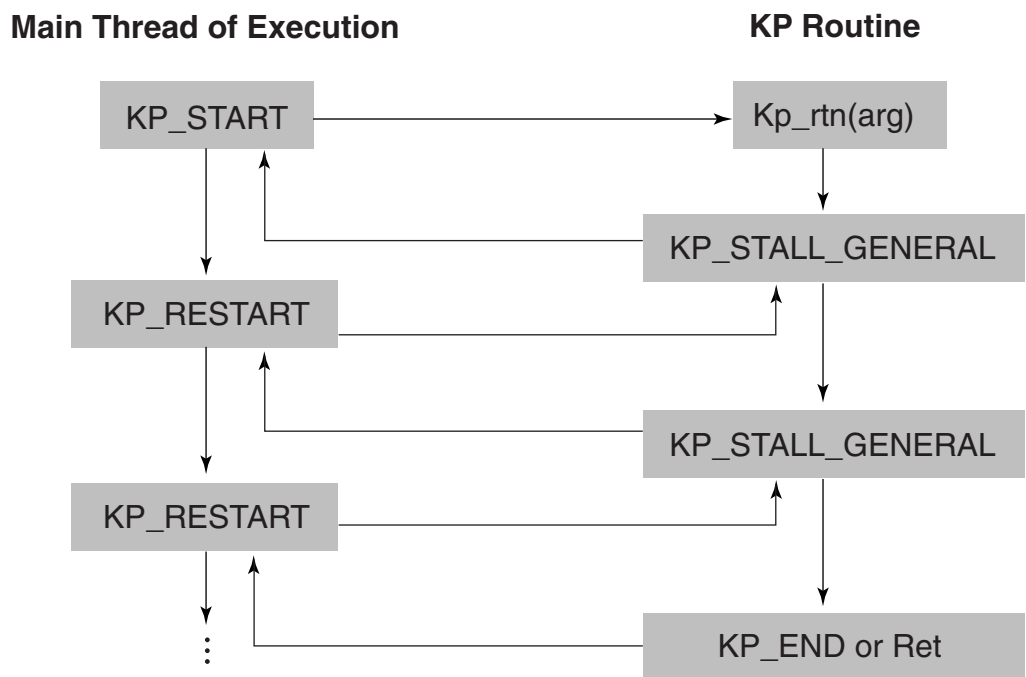 Main Thread of Execution
KP Routine
KP_START
Kp_rtn(arg)
KP_STALL_GENERAL
KP_RESTART
KP_STALL_GENERAL
KP_RESTART
KP_END or Ret